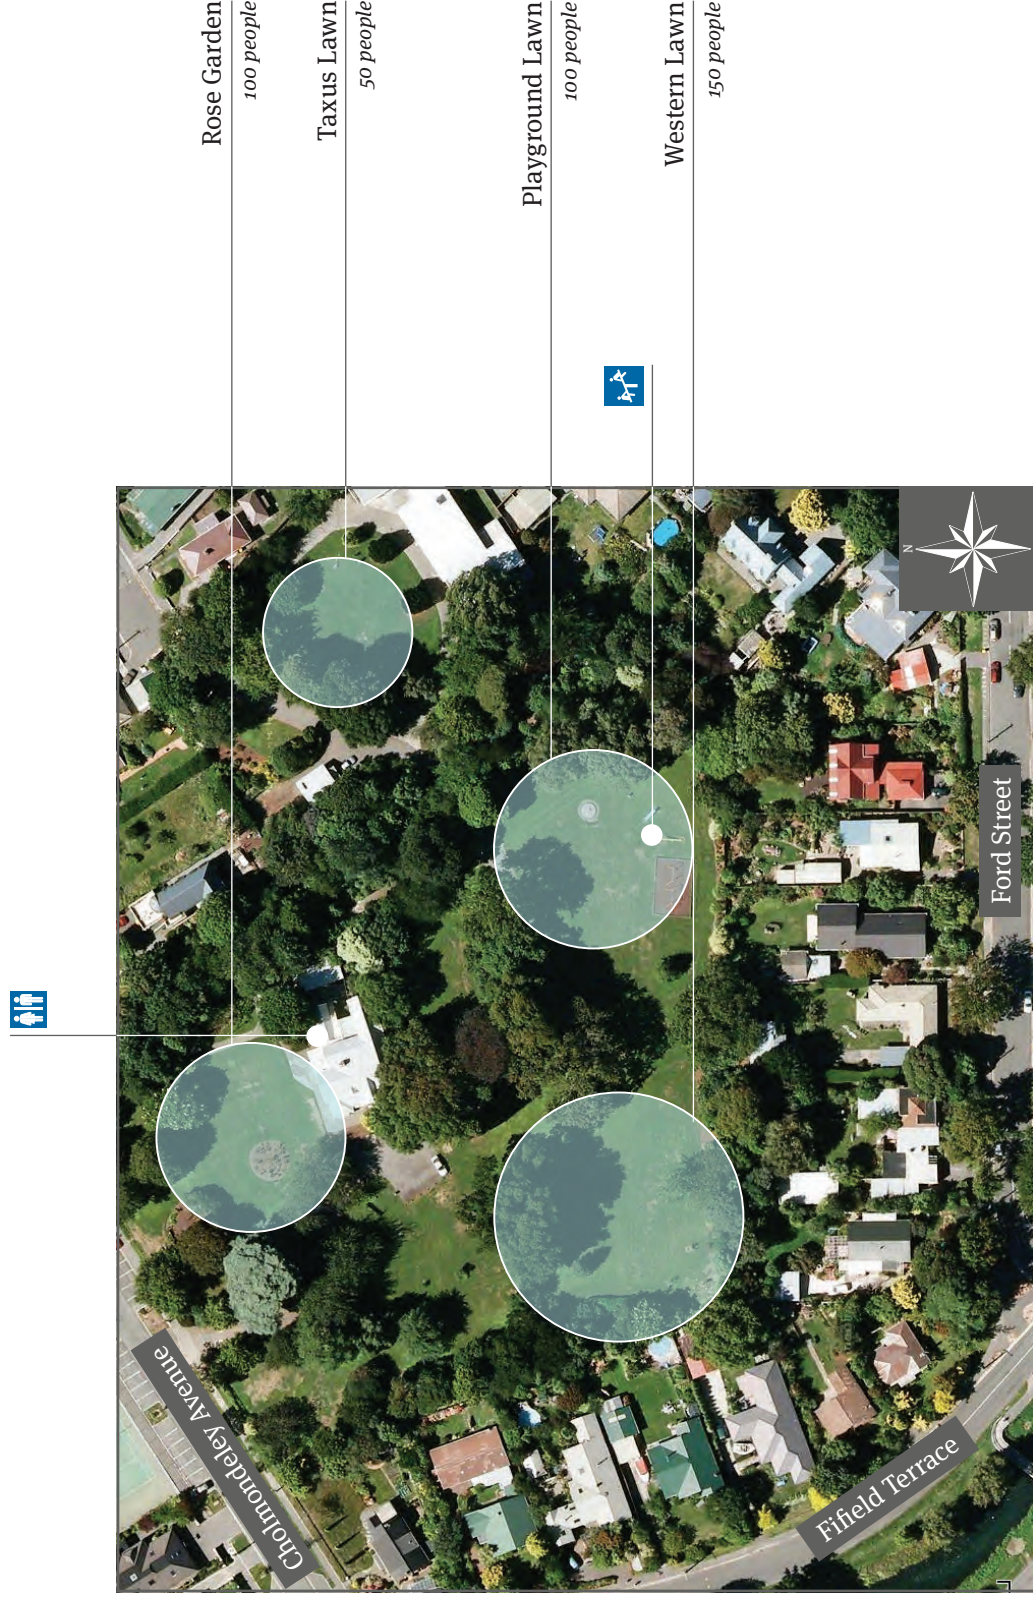 Rose Garden
100 people
Taxus Lawn
50 people
Playground Lawn
100 people
Western Lawn
150 people
N
Ford Street
Cholmondeley Avenue
Fifield Terrace